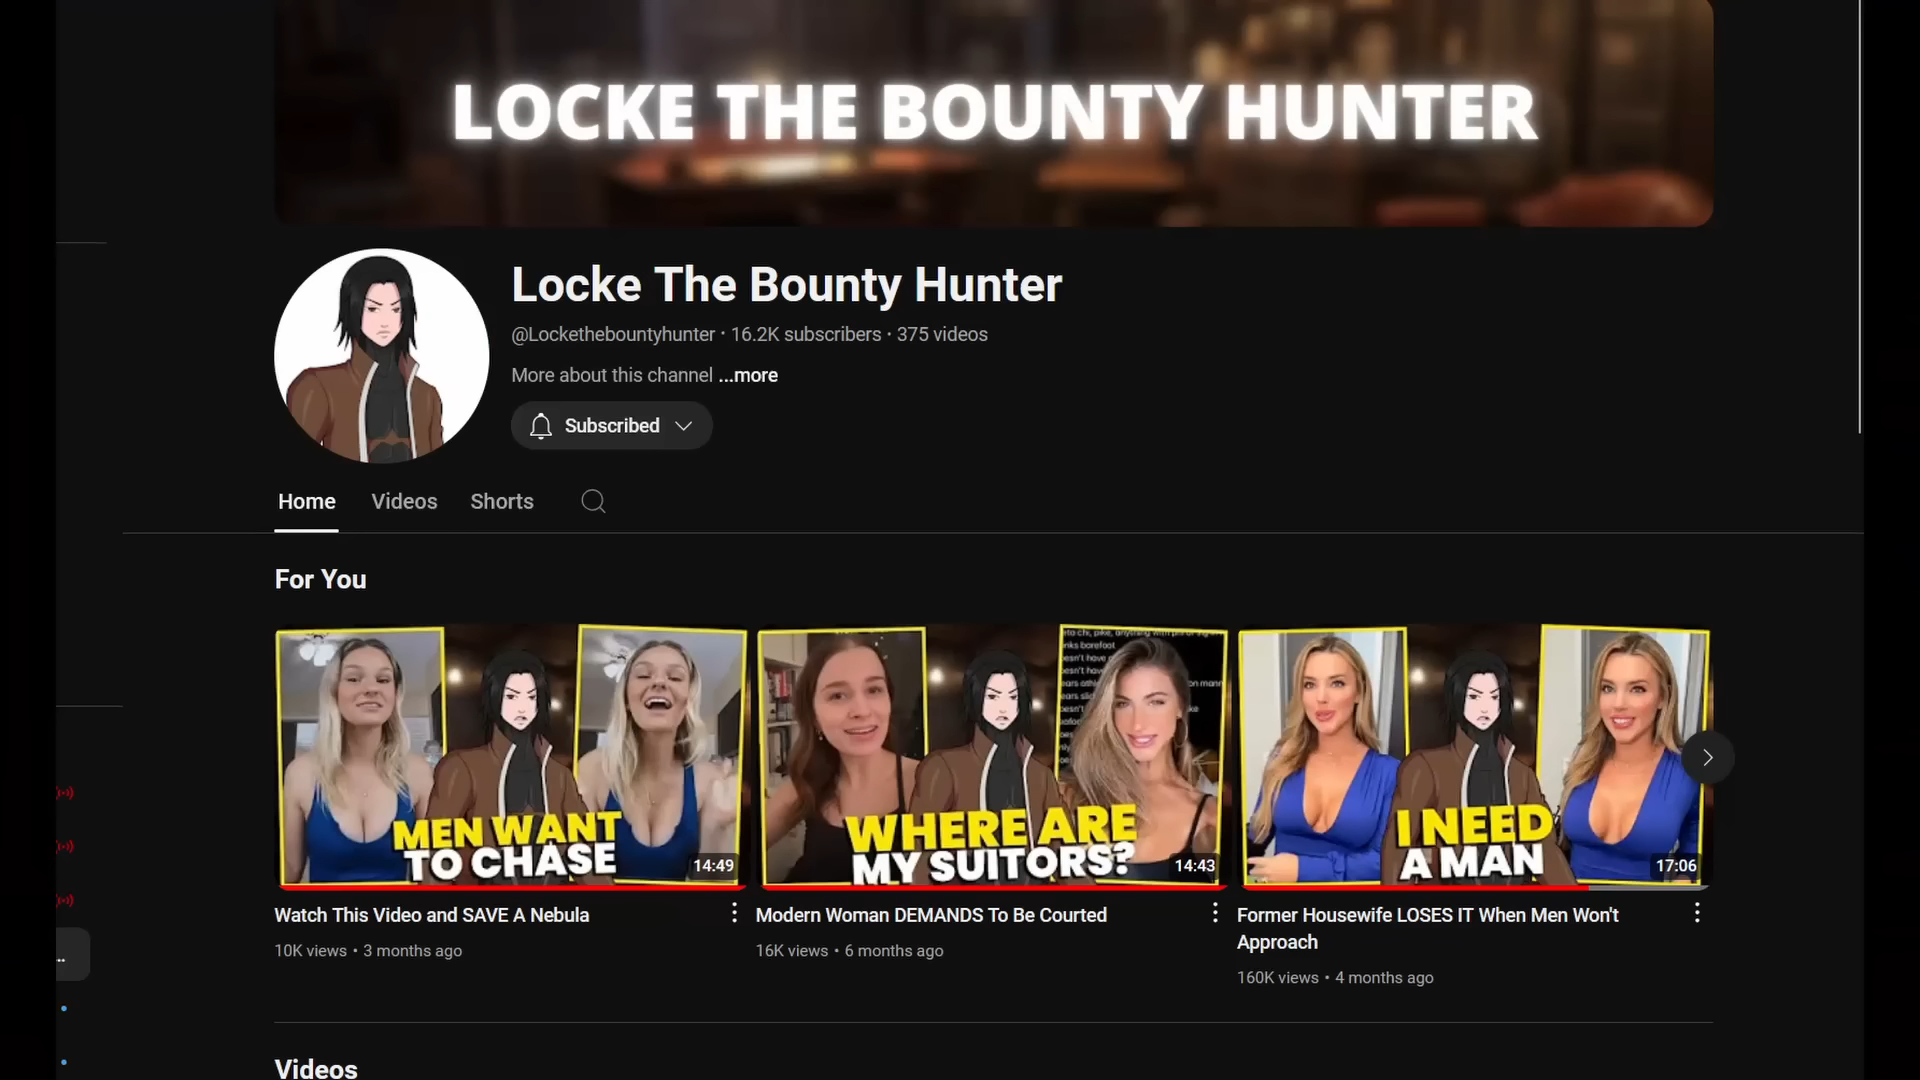 LOCKE THE BOUNTY HUNTER
Locke The Bounty Hunter
@Lockethebountyhunter · 16.2K subscribers · 375 videos
More about this channel ...more
Subscribed
Home Videos Shorts
For You
MEN WANT
TO CHASE
14:49
WHERE ARE
MY SUITORS?
14:43
I NEED
A MAN
17:06
Watch This Video and SAVE A Nebula
10K views • 3 months ago
Modern Woman DEMANDS To Be Courted
16K views • 6 months ago
Former Housewife LOSES IT When Men Won't
Approach
160K views • 4 months ago
Videos